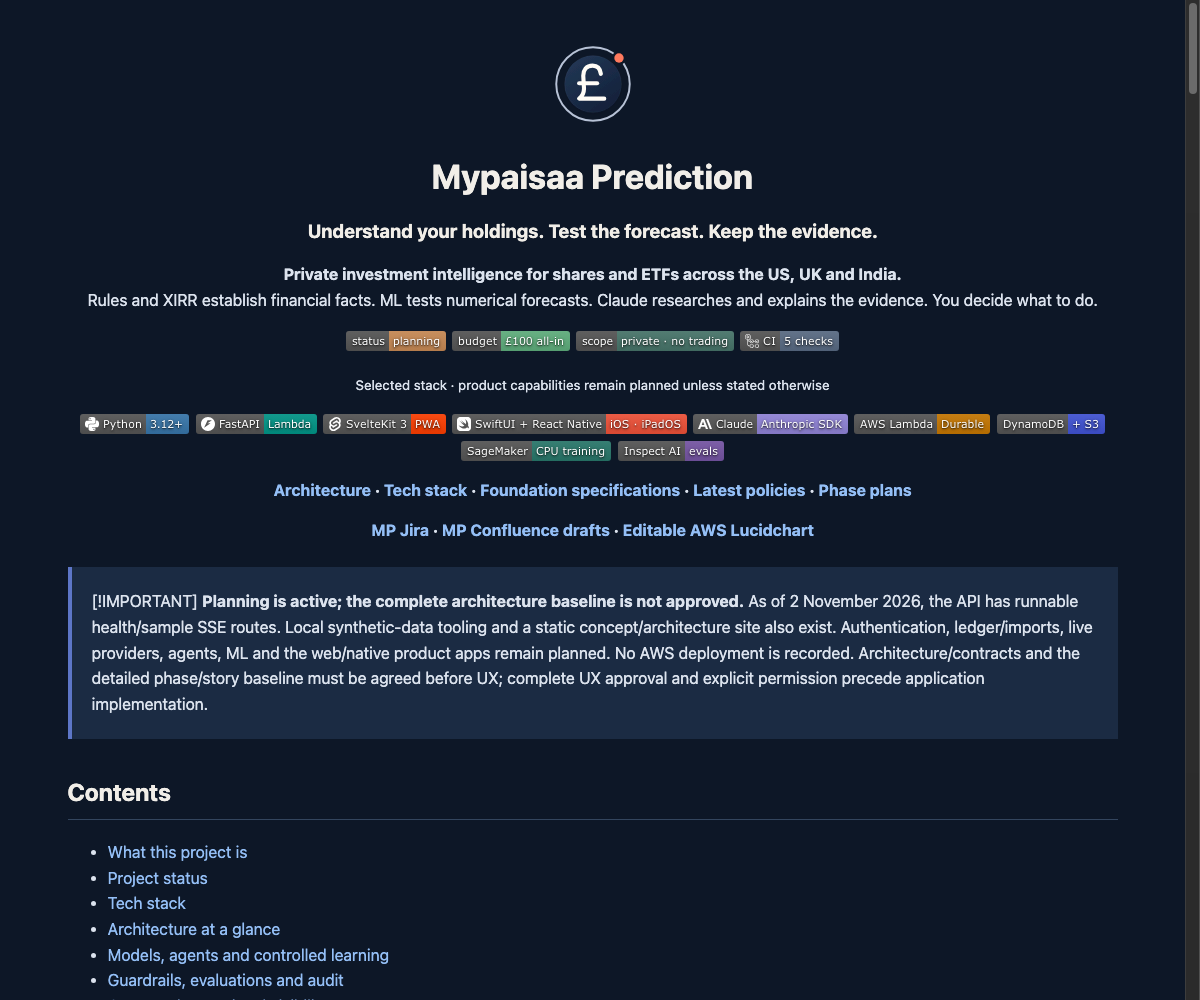 £
Mypaisaa Prediction
Understand your holdings. Test the forecast. Keep the evidence.
Private investment intelligence for shares and ETFs across the US, UK and India.
Rules and XIRR establish financial facts. ML tests numerical forecasts. Claude researches and explains the evidence. You decide what to do.
status planning budget £100 all-in scope private · no trading CI 5 checks
Selected stack · product capabilities remain planned unless stated otherwise
Python 3.12+ FastAPI Lambda SvelteKit 3 PWA SwiftUI + React Native iOS · iPadOS Claude Anthropic SDK AWS Lambda Durable DynamoDB + S3
SageMaker CPU training Inspect AI evals
Architecture · Tech stack · Foundation specifications · Latest policies · Phase plans
MP Jira · MP Confluence drafts · Editable AWS Lucidchart
[!IMPORTANT] Planning is active; the complete architecture baseline is not approved. As of 2 November 2026, the API has runnable
health/sample SSE routes. Local synthetic-data tooling and a static concept/architecture site also exist. Authentication, ledger/imports, live
providers, agents, ML and the web/native product apps remain planned. No AWS deployment is recorded. Architecture/contracts and the
detailed phase/story baseline must be agreed before UX; complete UX approval and explicit permission precede application
implementation.
Contents
• What this project is
• Project status
• Tech stack
• Architecture at a glance
• Models, agents and controlled learning
• Guardrails, evaluations and audit